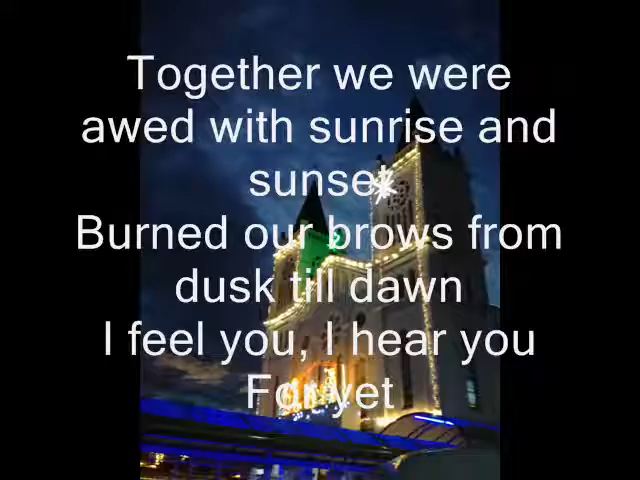 Together we were
awed with sunrise and
sunset
Burned our brows from
dusk till dawn
I feel you, I hear you
For yet